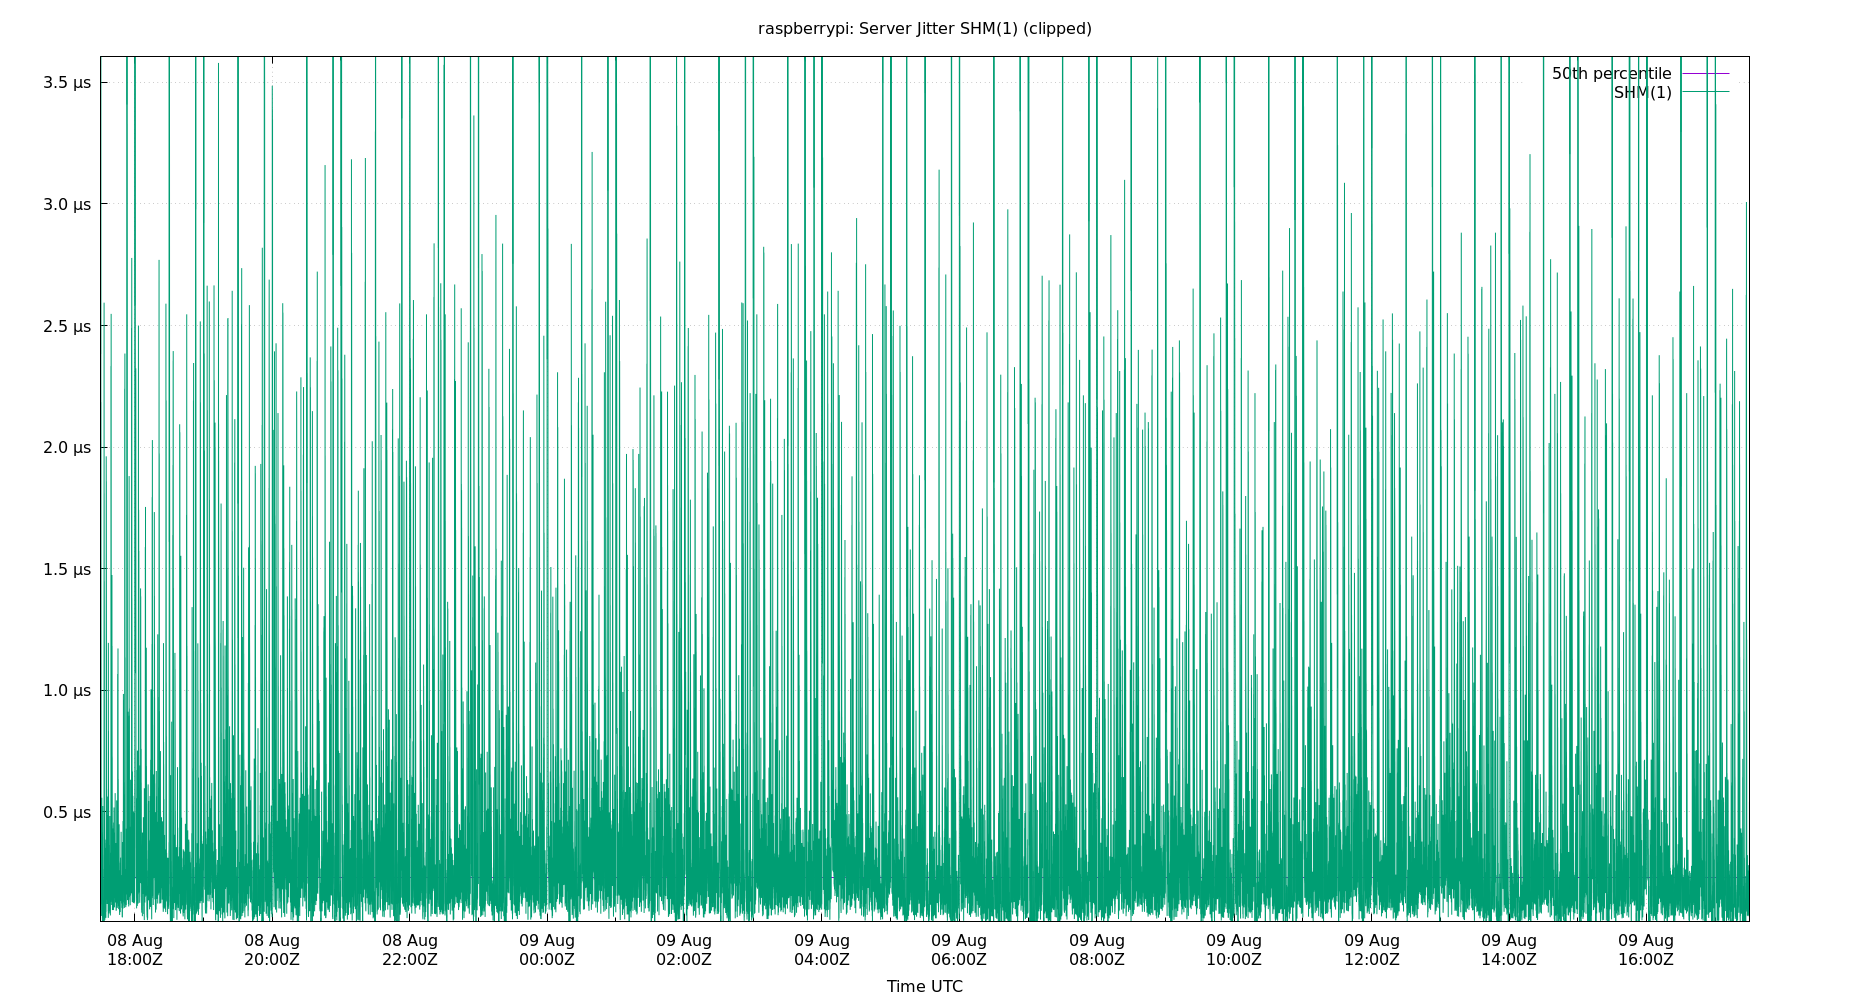 raspberrypi: Server Jitter SHM(1) (clipped)
50th percentile
SHM(1)
3.5 μs
3.0 μs
2.5 μs
2.0 μs
1.5 μs
1.0 μs
0.5 μs
08 Aug 08 Aug 08 Aug 09 Aug 09 Aug 09 Aug 09 Aug 09 Aug 09 Aug 09 Aug 09 Aug 09 Aug
18:00Z 20:00Z 22:00Z 00:00Z 02:00Z 04:00Z 06:00Z 08:00Z 10:00Z 12:00Z 14:00Z 16:00Z
Time UTC